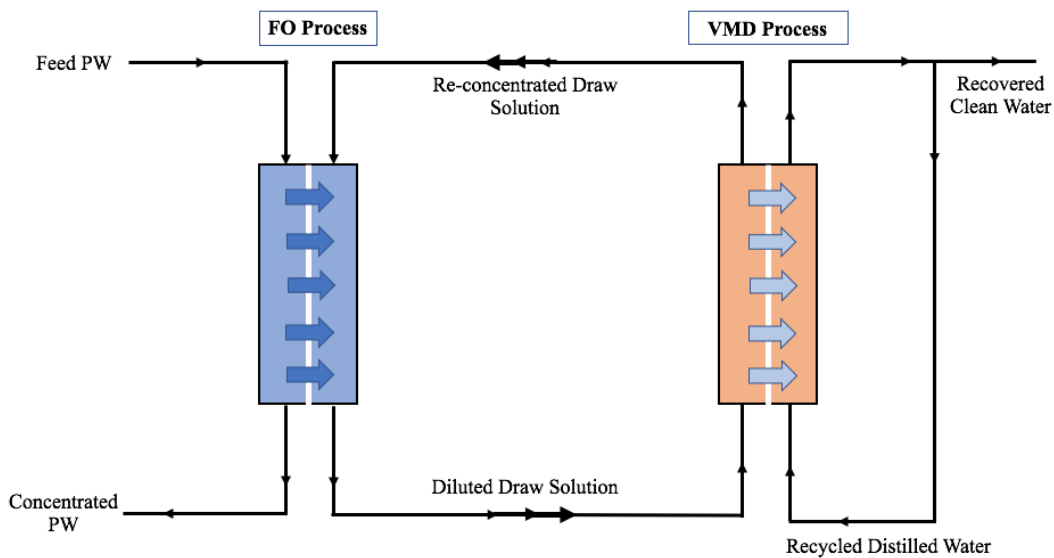 FO Process
VMD Process
Feed PW
Re-concentrated Draw
Solution
Recovered
Clean Water
Concentrated
PW
Diluted Draw Solution
Recycled Distilled Water